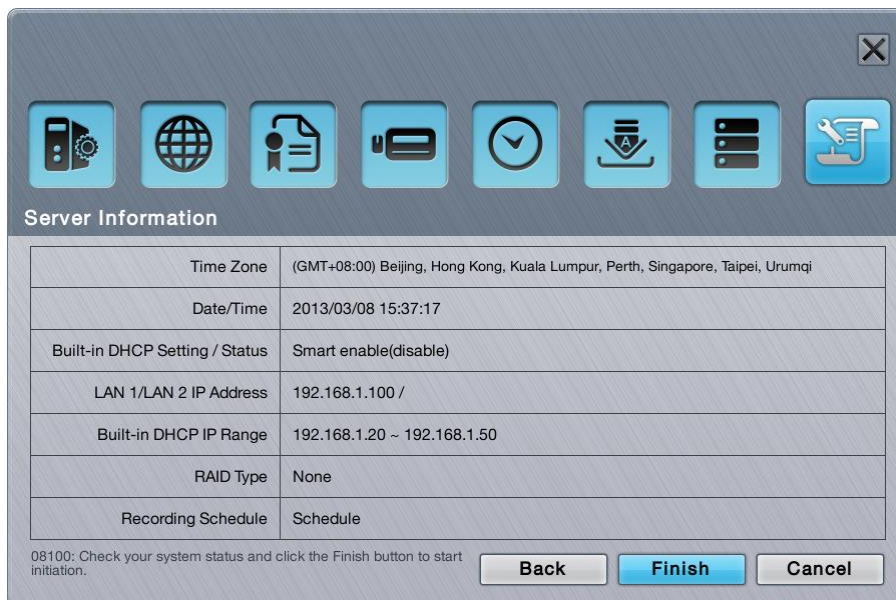 A
Server Information
Time Zone (GMT+08:00) Beijing, Hong Kong, Kuala Lumpur, Perth, Singapore, Taipei, Urumqi
Date/Time 2013/03/08 15:37:17
Built-in DHCP Setting / Status Smart enable(disable)
LAN 1/LAN 2 IP Address 192.168.1.100 /
Built-in DHCP IP Range 192.168.1.20 ~ 192.168.1.50
RAID Type None
Recording Schedule Schedule
08100: Check your system status and click the Finish button to start
initiation.
Back Finish Cancel